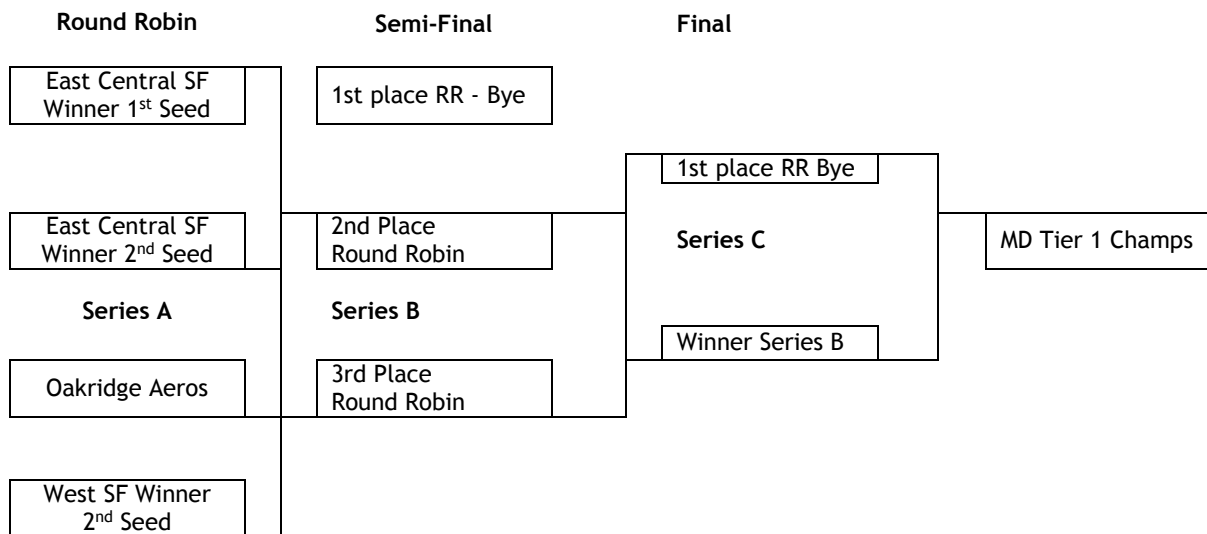 Round Robin
Semi-Final
Final
East Central SF
Winner 1st Seed
1st place RR - Bye
1st place RR Bye
East Central SF
Winner 2nd Seed
2nd Place
Round Robin
Series C
MD Tier 1 Champs
Series A
Series B
Winner Series B
Oakridge Aeros
3rd Place
Round Robin
West SF Winner
2nd Seed